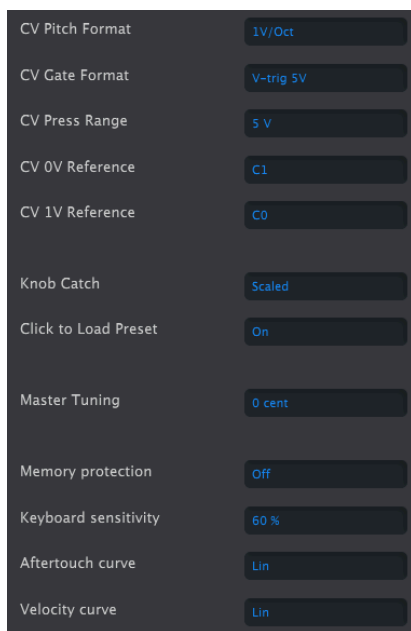 CV Pitch Format 1V/Oct
CV Gate Format V-trig 5V
CV Press Range 5 V
CV 0V Reference C1
CV 1V Reference C0
Knob Catch Scaled
Click to Load Preset On
Master Tuning 0 cent
Memory protection Off
Keyboard sensitivity 60 %
Aftertouch curve Lin
Velocity curve Lin